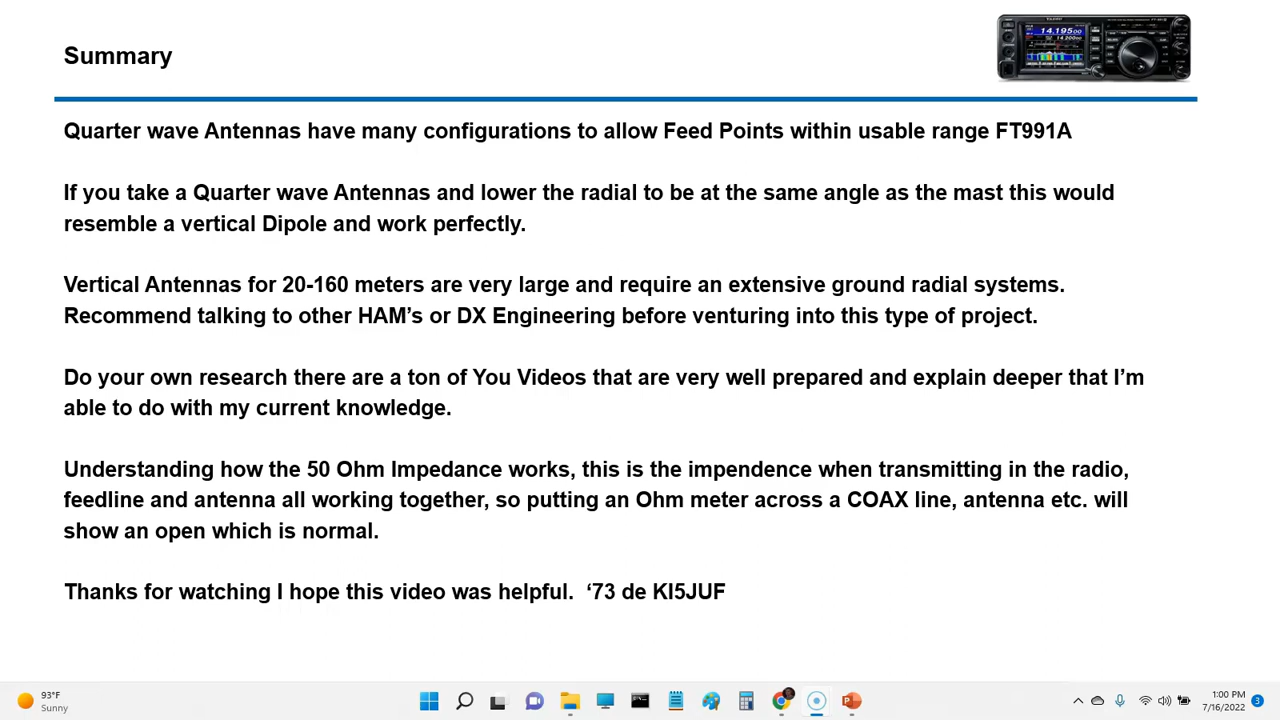 Summary
14.19500
14.20000
Quarter wave Antennas have many configurations to allow Feed Points within usable range FT991A
If you take a Quarter wave Antennas and lower the radial to be at the same angle as the mast this would
resemble a vertical Dipole and work perfectly.
Vertical Antennas for 20-160 meters are very large and require an extensive ground radial systems.
Recommend talking to other HAM’s or DX Engineering before venturing into this type of project.
Do your own research there are a ton of You Videos that are very well prepared and explain deeper that I’m
able to do with my current knowledge.
Understanding how the 50 Ohm Impedance works, this is the impendence when transmitting in the radio,
feedline and antenna all working together, so putting an Ohm meter across a COAX line, antenna etc. will
show an open which is normal.
Thanks for watching I hope this video was helpful.  ‘73 de KI5JUF
93°F
Sunny
1:00 PM
7/16/2022
3